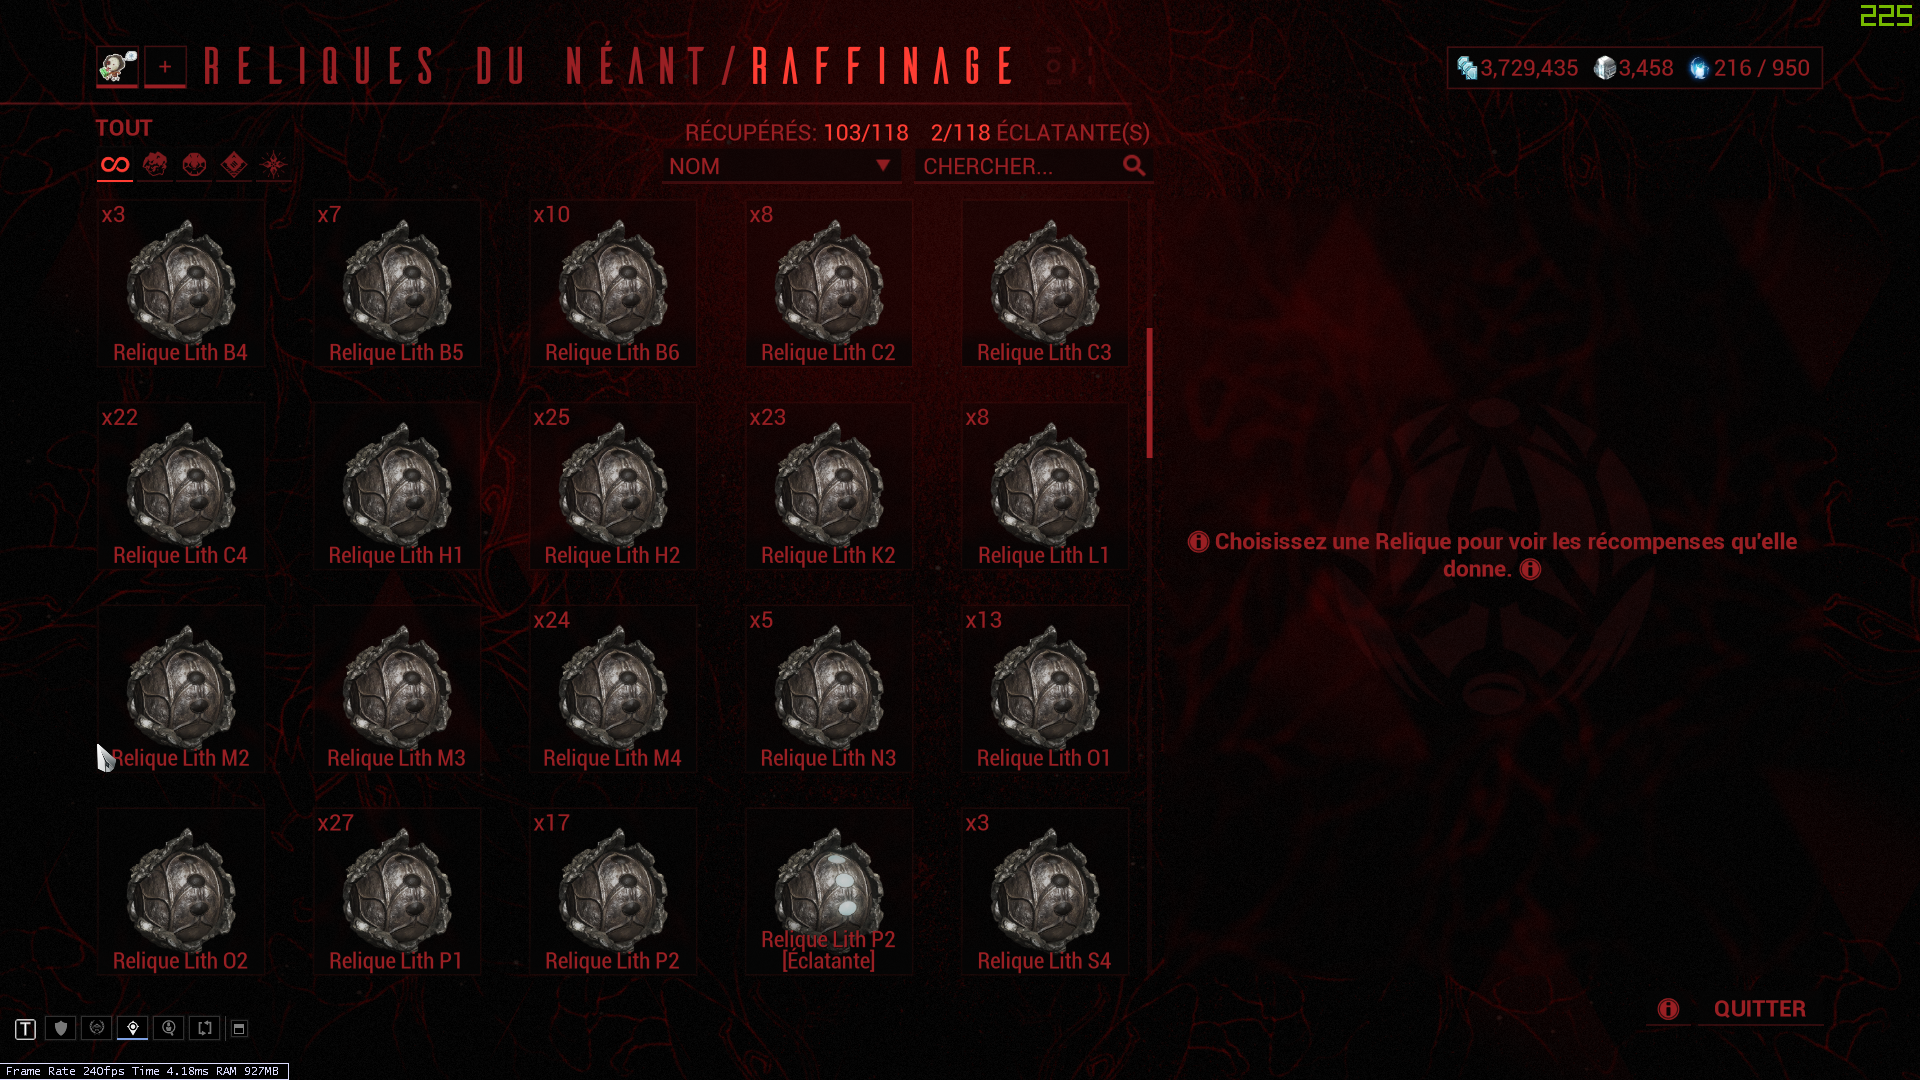 225
+ RELIQUES DU NÉANT/RAFFINAGE
3,729,435 3,458 216 / 950
TOUT
RÉCUPÉRÉS: 103/118 2/118 ÉCLATANTE(S)
NOM
CHERCHER...
x3 x7 x10 x8
Relique Lith B4 Relique Lith B5 Relique Lith B6 Relique Lith C2 Relique Lith C3
x22 x25 x23 x8
Relique Lith C4 Relique Lith H1 Relique Lith H2 Relique Lith K2 Relique Lith L1
x24 x5 x13
Relique Lith M2 Relique Lith M3 Relique Lith M4 Relique Lith N3 Relique Lith O1
x27 x17 x3
Relique Lith O2 Relique Lith P1 Relique Lith P2 Relique Lith P2 [Éclatante] Relique Lith S4
Choisissez une Relique pour voir les récompenses qu'elle
donne.
QUITTER
T
Frame Rate 240fps Time 4.18ms RAM 927MB